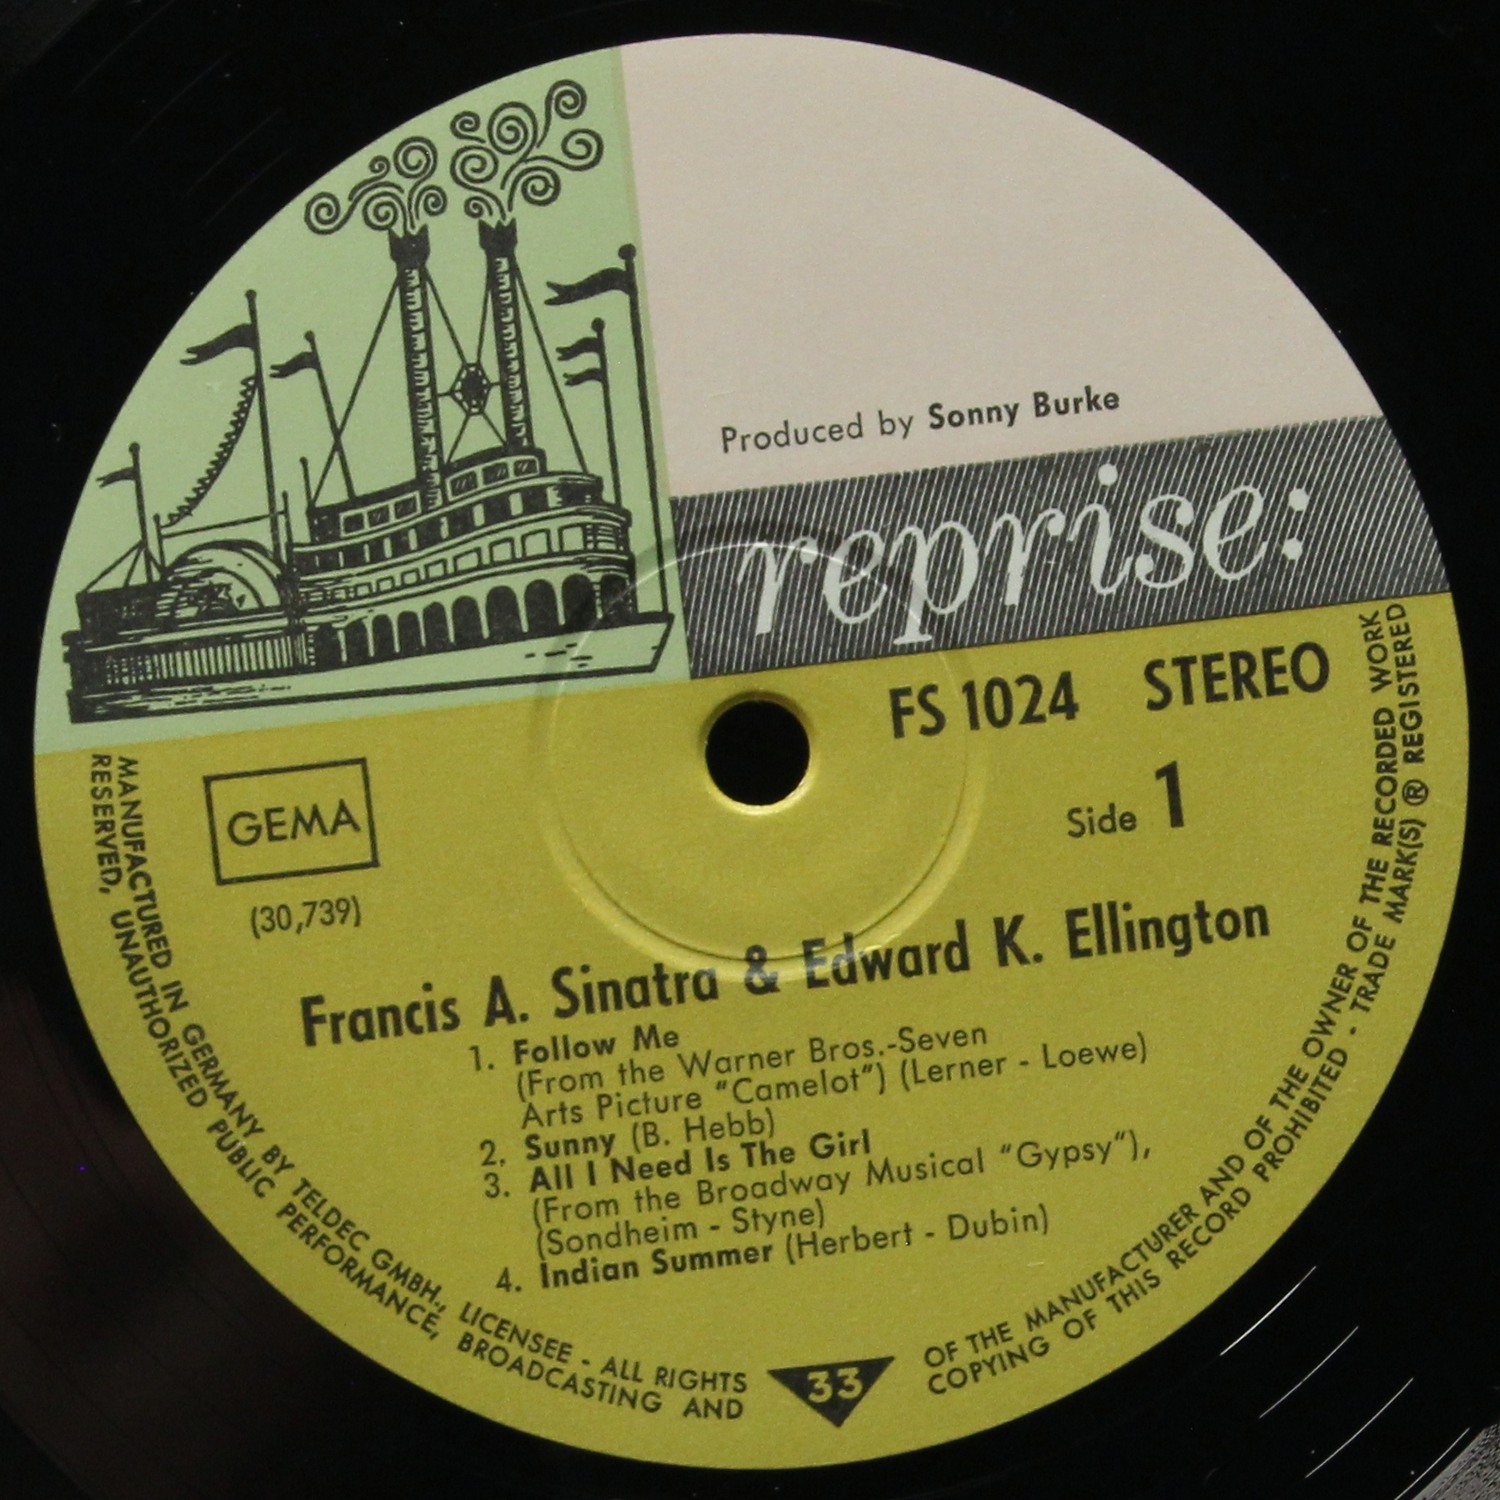 Produced by Sonny Burke
reprise:
FS 1024 STEREO
Side 1
GEMA
(30,739)
Francis A. Sinatra & Edward K. Ellington
1. Follow Me
(From the Warner Bros.-Seven
Arts Picture "Camelot") (Lerner - Loewe)
2. Sunny (B. Hebb)
3. All I Need Is The Girl
(From the Broadway Musical "Gypsy"),
(Sondheim - Styne)
4. Indian Summer (Herbert - Dubin)
MANUFACTURED IN GERMANY BY TELDEC GMBH., LICENSEE - ALL RIGHTS
OF THE MANUFACTURER AND OF THE OWNER OF THE RECORDED WORK
RESERVED, UNAUTHORIZED PUBLIC PERFORMANCE, BROADCASTING AND
COPYING OF THIS RECORD PROHIBITED - TRADE MARK(S) ® REGISTERED
33